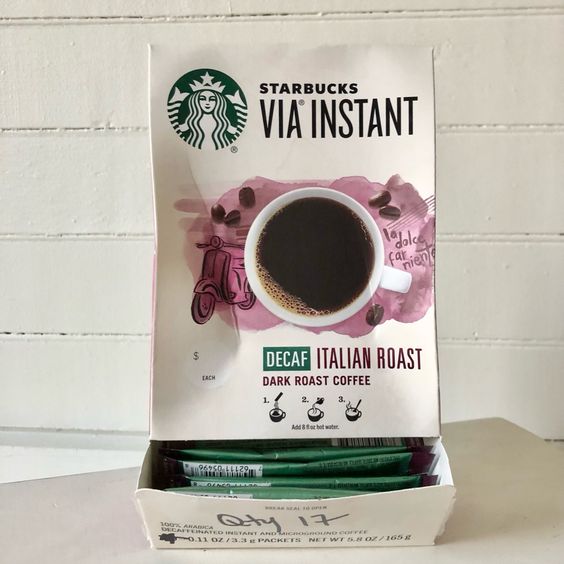 STARBUCKS
VIA® INSTANT
®
la
dolce
far
niente
$
EACH
DECAF ITALIAN ROAST
DARK ROAST COFFEE
1. 2. 3.
Add 8 fl oz hot water.
BREAK SEAL TO OPEN
Qty 17
100% ARABICA
DECAFFEINATED INSTANT AND MICROGROUND COFFEE
0.11 OZ / 3.3 g PACKETS NET WT 5.8 OZ / 165 g